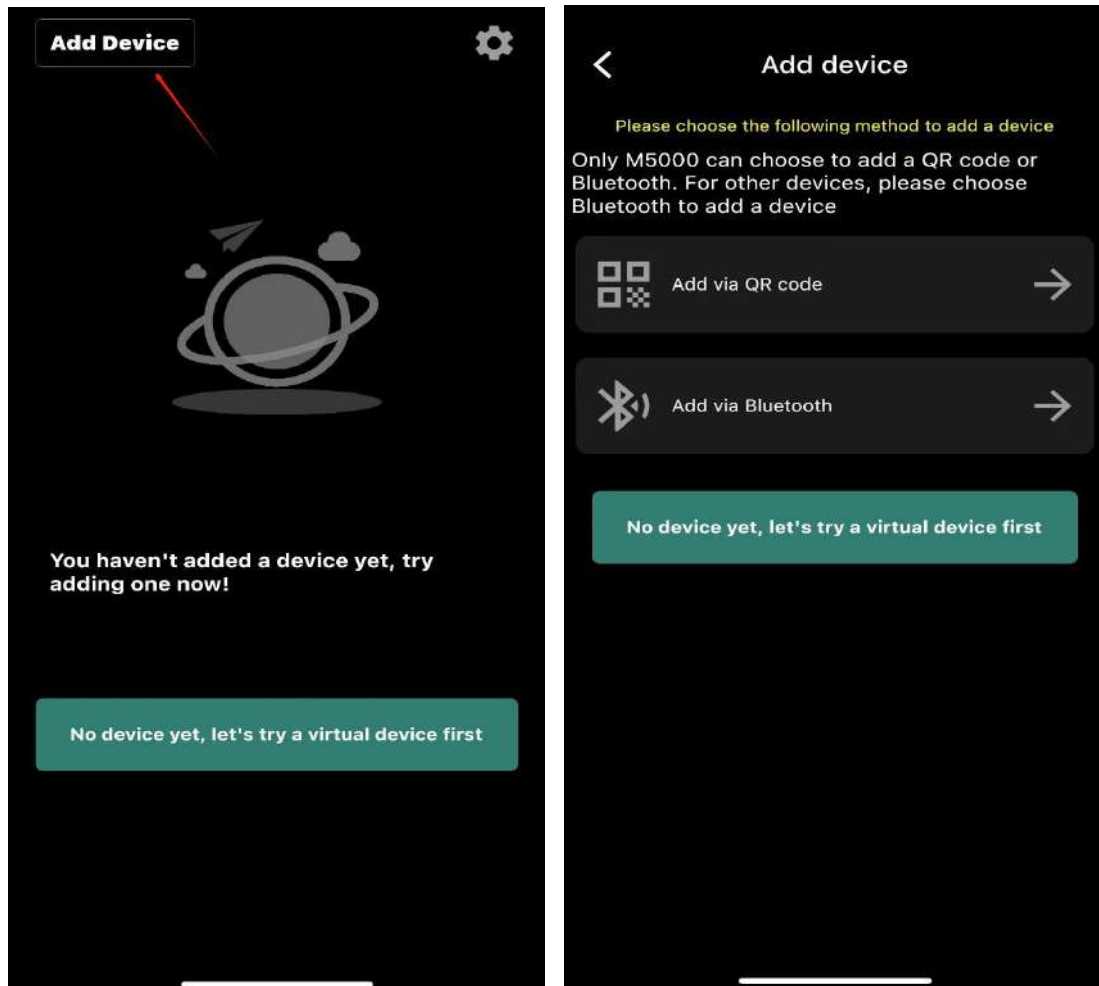 Add Device
You haven't added a device yet, try
adding one now!
No device yet, let's try a virtual device first
Add device
Please choose the following method to add a device
Only M5000 can choose to add a QR code or
Bluetooth. For other devices, please choose
Bluetooth to add a device
Add via QR code
Add via Bluetooth
No device yet, let's try a virtual device first